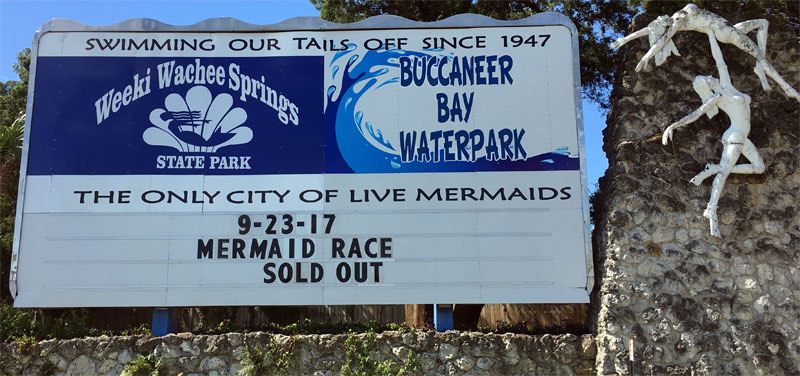 SWIMMING OUR TAILS OFF SINCE 1947
Weeki Wachee Springs
STATE PARK
BUCCANEER
BAY
WATERPARK
THE ONLY CITY OF LIVE MERMAIDS
9-23-17
MERMAID RACE
SOLD OUT